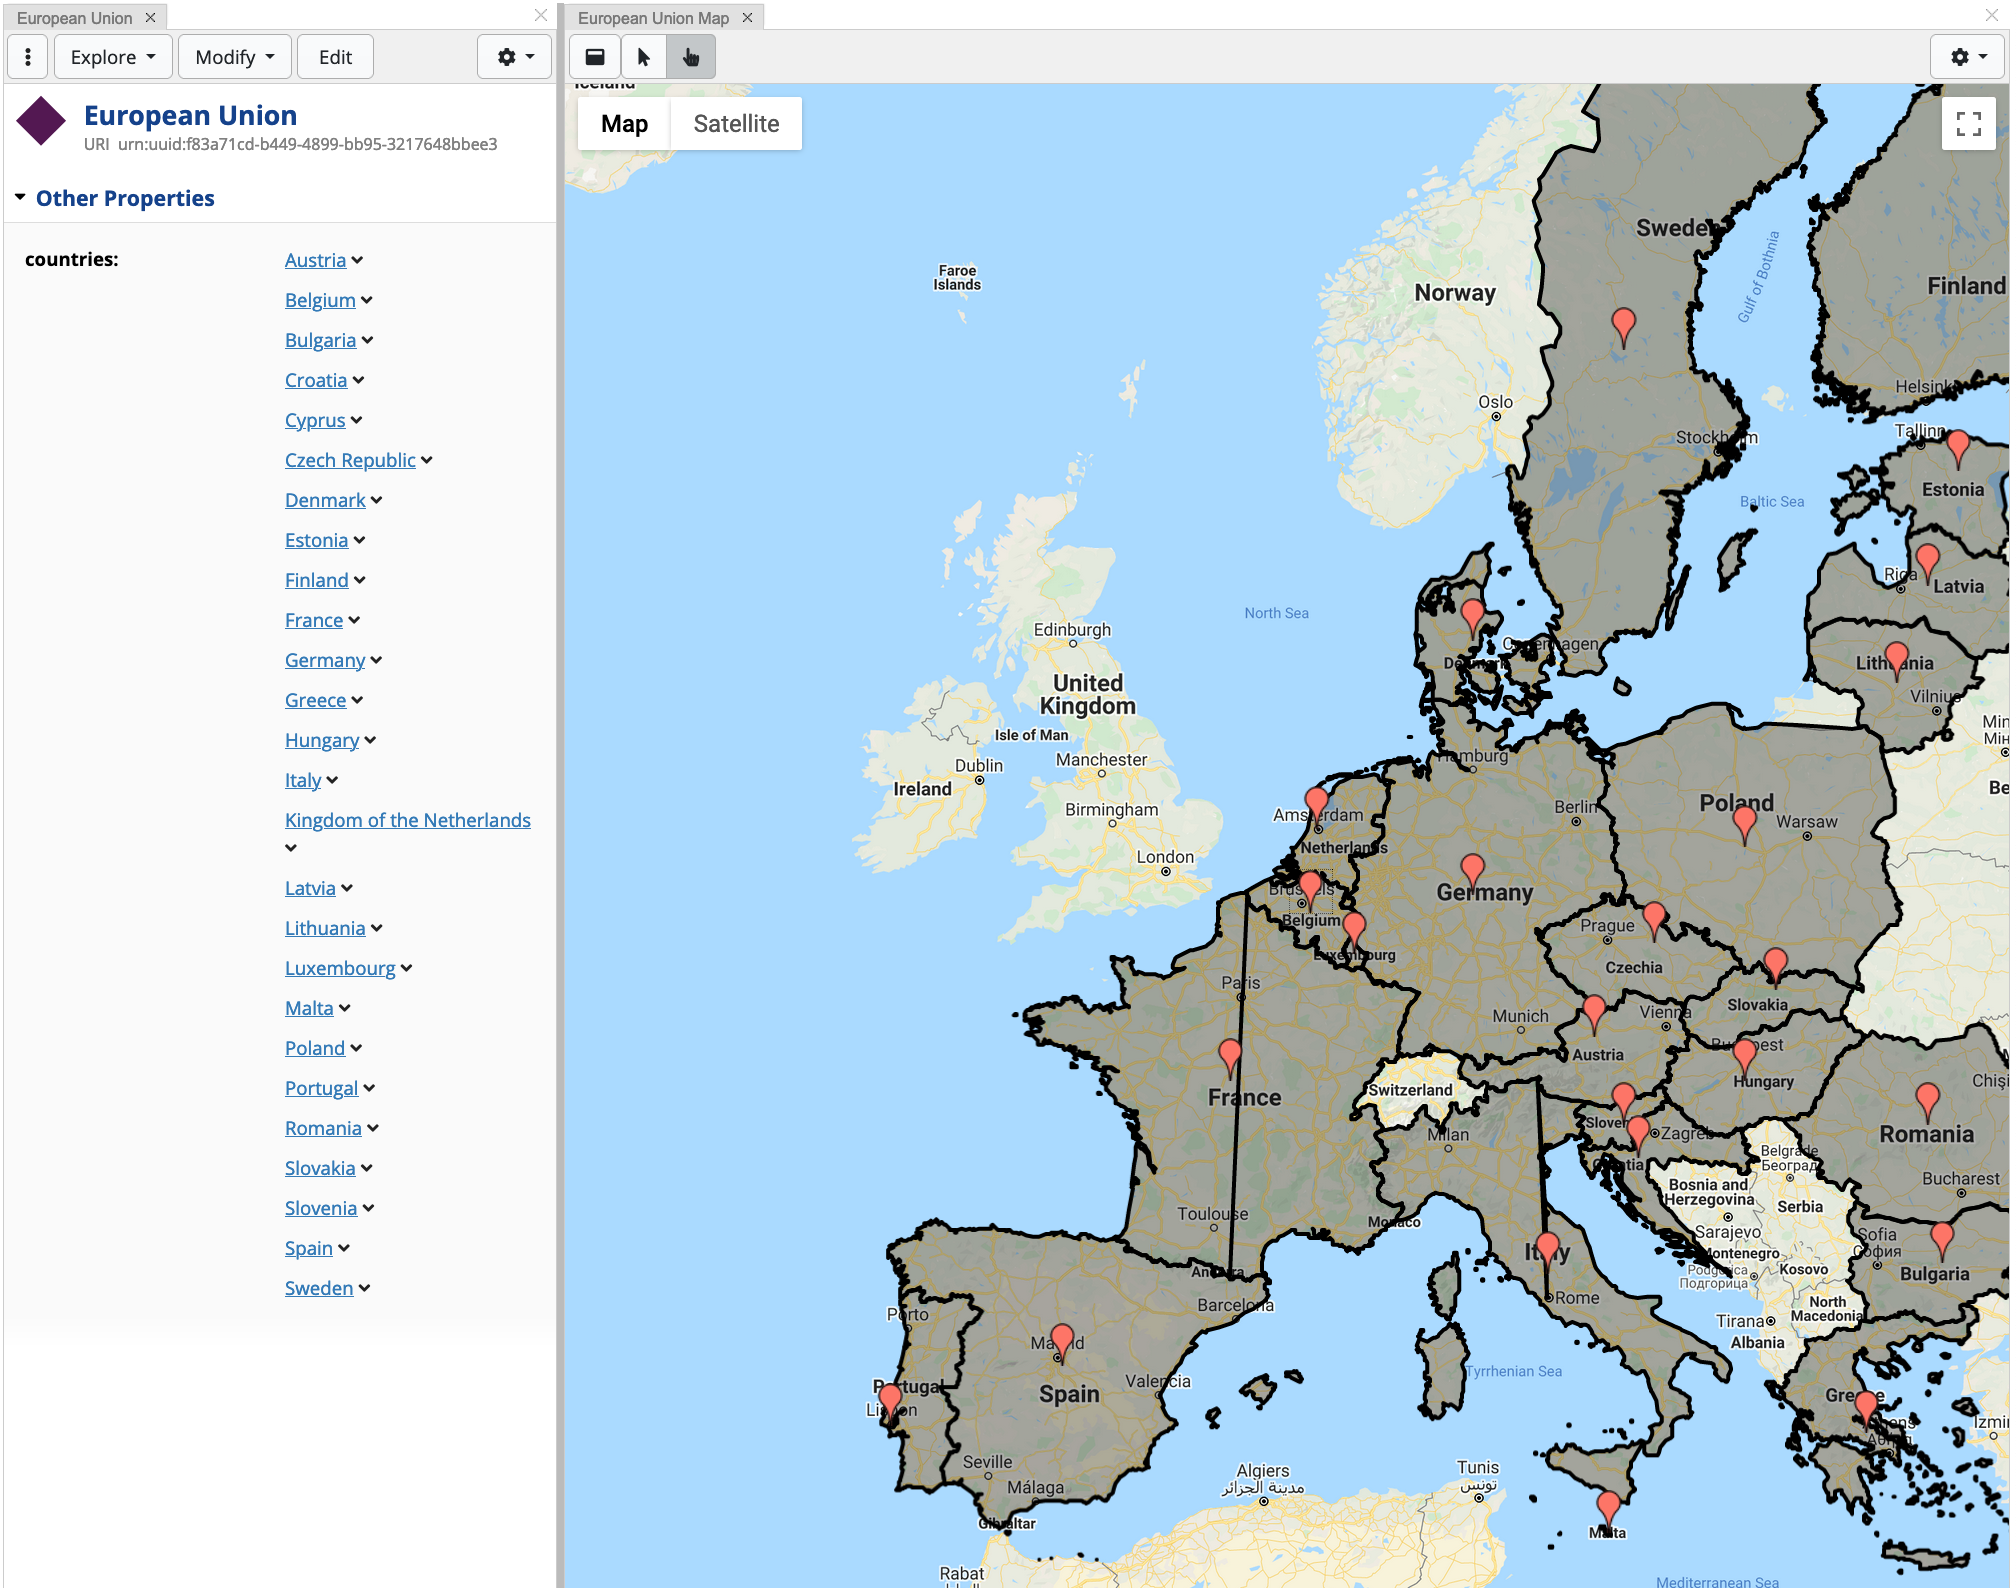 European Union
European Union Map
Explore
Modify
Edit
European Union
URI urn:uuid:f83a71cd-b449-4899-bb95-3217648bbee3
Other Properties
countries:
Austria
Belgium
Bulgaria
Croatia
Cyprus
Czech Republic
Denmark
Estonia
Finland
France
Germany
Greece
Hungary
Italy
Kingdom of the Netherlands
Latvia
Lithuania
Luxembourg
Malta
Poland
Portugal
Romania
Slovakia
Slovenia
Spain
Sweden
Iceland
Map
Satellite
Sweden
Gulf of Bothnia
Faroe
Islands
Finland
Norway
Helsinki
Oslo
Tallinn
Stockholm
Estonia
Baltic Sea
Riga
Latvia
North Sea
Edinburgh
Copenhagen
Denmark
Lithuania
United
Kingdom
Vilnius
Isle of Man
Min
Мін
Hamburg
Manchester
Dublin
Ireland
Be
Poland
Berlin
Birmingham
Amsterdam
Warsaw
Netherlands
London
Germany
Brussels
Belgium
Prague
Luxembourg
Czechia
Paris
Slovakia
Munich
Vienna
Budapest
Austria
Hungary
Chiși
Switzerland
France
Slovenia
Milan
Zagreb
Romania
Belgrade
Београд
Croatia
Bosnia and
Herzegovina
Bucharest
Serbia
Toulouse
Monaco
Sarajevo
Sofia
София
Italy
Montenegro
Podgorica
Подгорица
Kosovo
Andorra
Bulgaria
Rome
Barcelona
North
Macedonia
Porto
Tirana
Albania
Madrid
Tyrrhenian Sea
Valencia
Portugal
Lisbon
Spain
Greece
Athens
Αθήνα
Izmi
Seville
Algiers
مدينة الجزائر
Tunis
تونس
Málaga
Gibraltar
Malta
Rabat
Mediterranean Sea